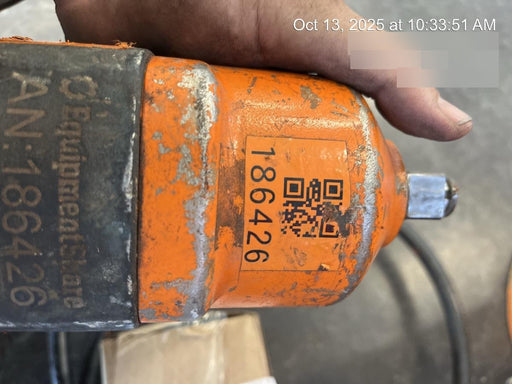 Oct 13, 2025 at 10:33:51 AM
EquipmentShare
AN:186426
186426